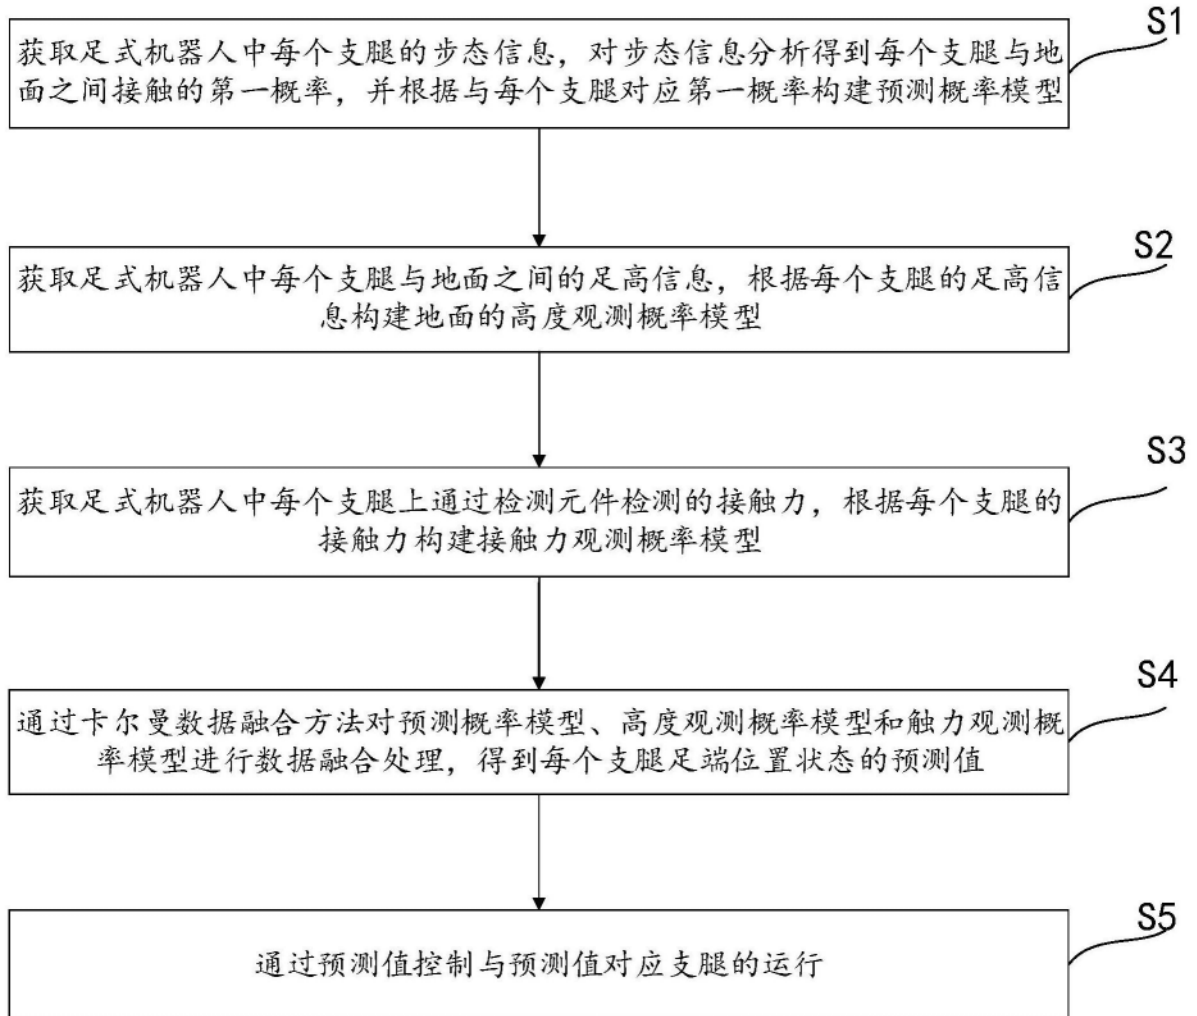 S1
获取足式机器人中每个支腿的步态信息，对步态信息分析得到每个支腿与地
面之间接触的第一概率，并根据与每个支腿对应第一概率构建预测概率模型
S2
获取足式机器人中每个支腿与地面之间的足高信息，根据每个支腿的足高信
息构建地面的高度观测概率模型
S3
获取足式机器人中每个支腿上通过检测元件检测的接触力，根据每个支腿的
接触力构建接触力观测概率模型
S4
通过卡尔曼数据融合方法对预测概率模型、高度观测概率模型和触力观测概
率模型进行数据融合处理，得到每个支腿足端位置状态的预测值
S5
通过预测值控制与预测值对应支腿的运行